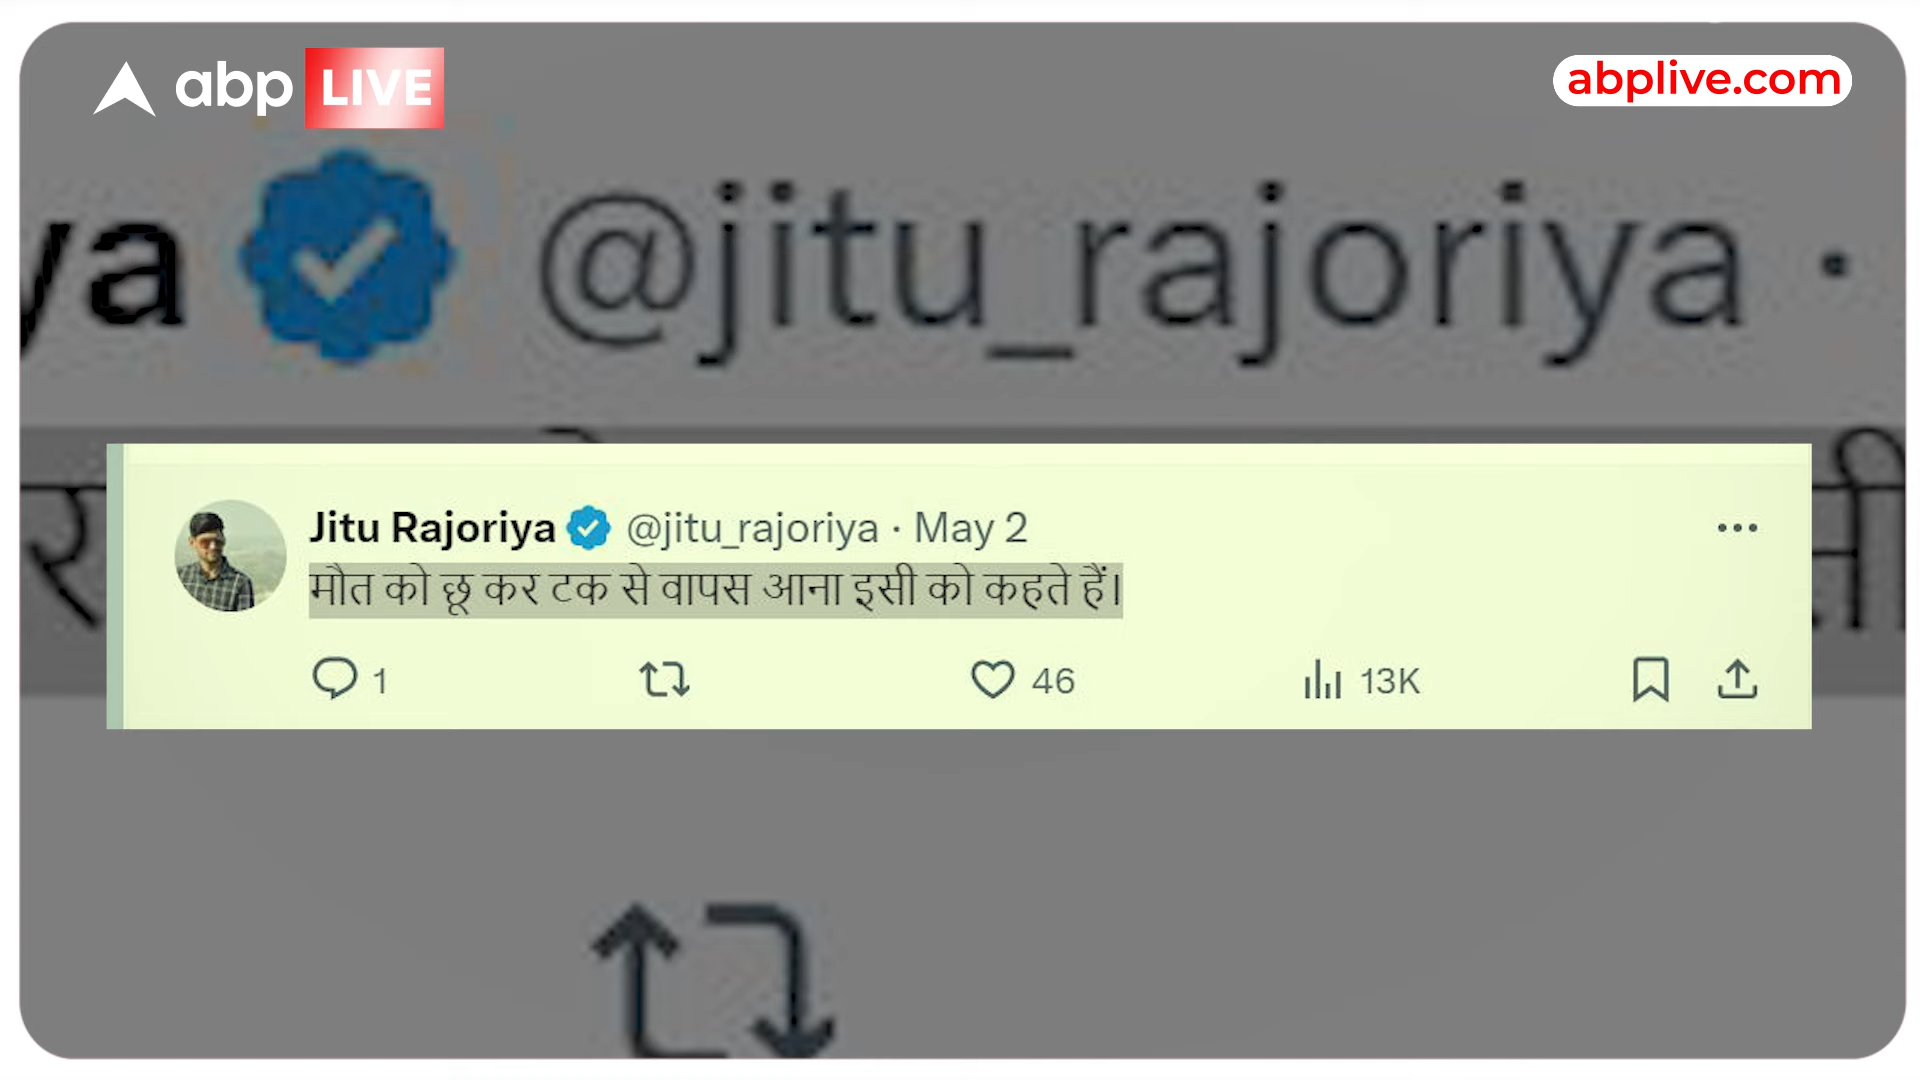 abp LIVE
abplive.com
ya @jitu_rajoriya ·
Jitu Rajoriya @jitu_rajoriya · May 2
मौत को छू कर टक से वापस आना इसी को कहते हैं।
1 46 13K